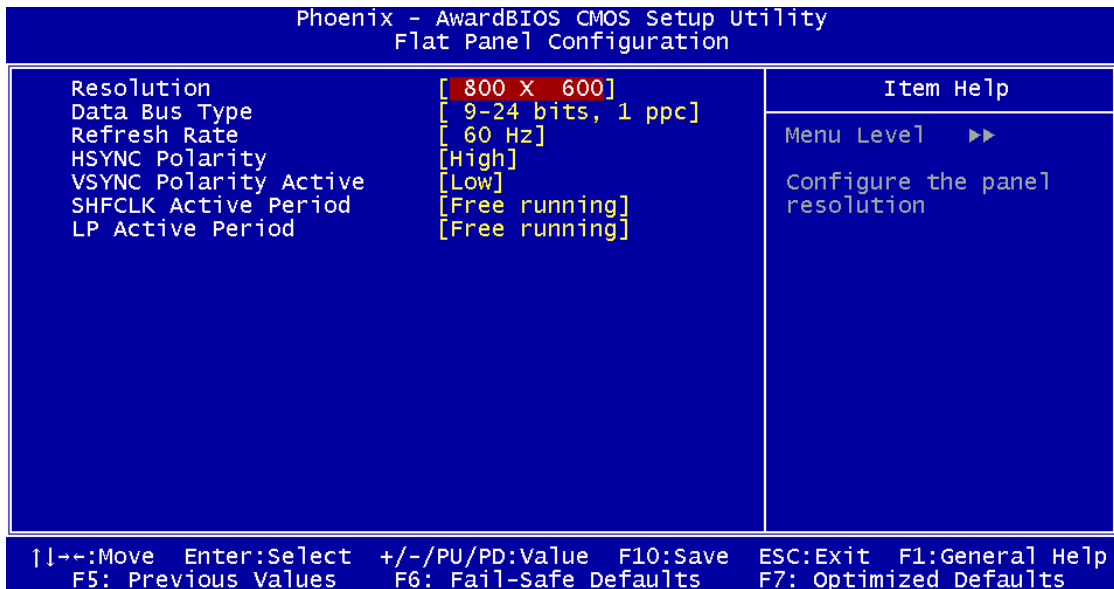 Phoenix - AwardBIOS CMOS Setup Utility
Flat Panel Configuration
Resolution [ 800 X 600]
Data Bus Type [ 9-24 bits, 1 ppc]
Refresh Rate [ 60 Hz]
HSYNC Polarity [High]
VSYNC Polarity Active [Low]
SHFCLK Active Period [Free running]
LP Active Period [Free running]
Item Help
Menu Level ▶▶
Configure the panel
resolution
↑↓→←:Move Enter:Select +/-/PU/PD:Value F10:Save ESC:Exit F1:General Help
F5: Previous Values F6: Fail-Safe Defaults F7: Optimized Defaults